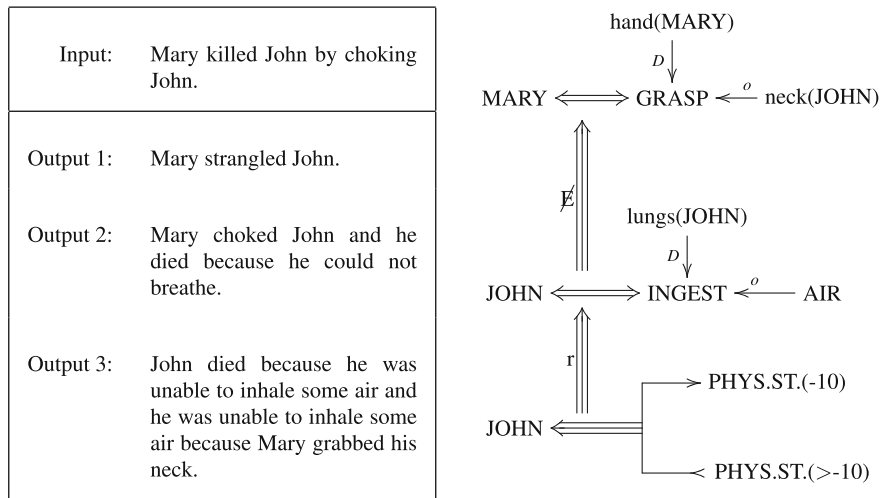 Input: Mary killed John by choking
John.
Output 1: Mary strangled John.
Output 2: Mary choked John and he
died because he could not
breathe.
Output 3: John died because he was
unable to inhale some air and
he was unable to inhale some
air because Mary grabbed his
neck.
hand(MARY)
D
MARY GRASP o neck(JOHN)
E̸
lungs(JOHN)
D
JOHN INGEST o AIR
r
PHYS.ST.(-10)
JOHN
PHYS.ST.(>-10)